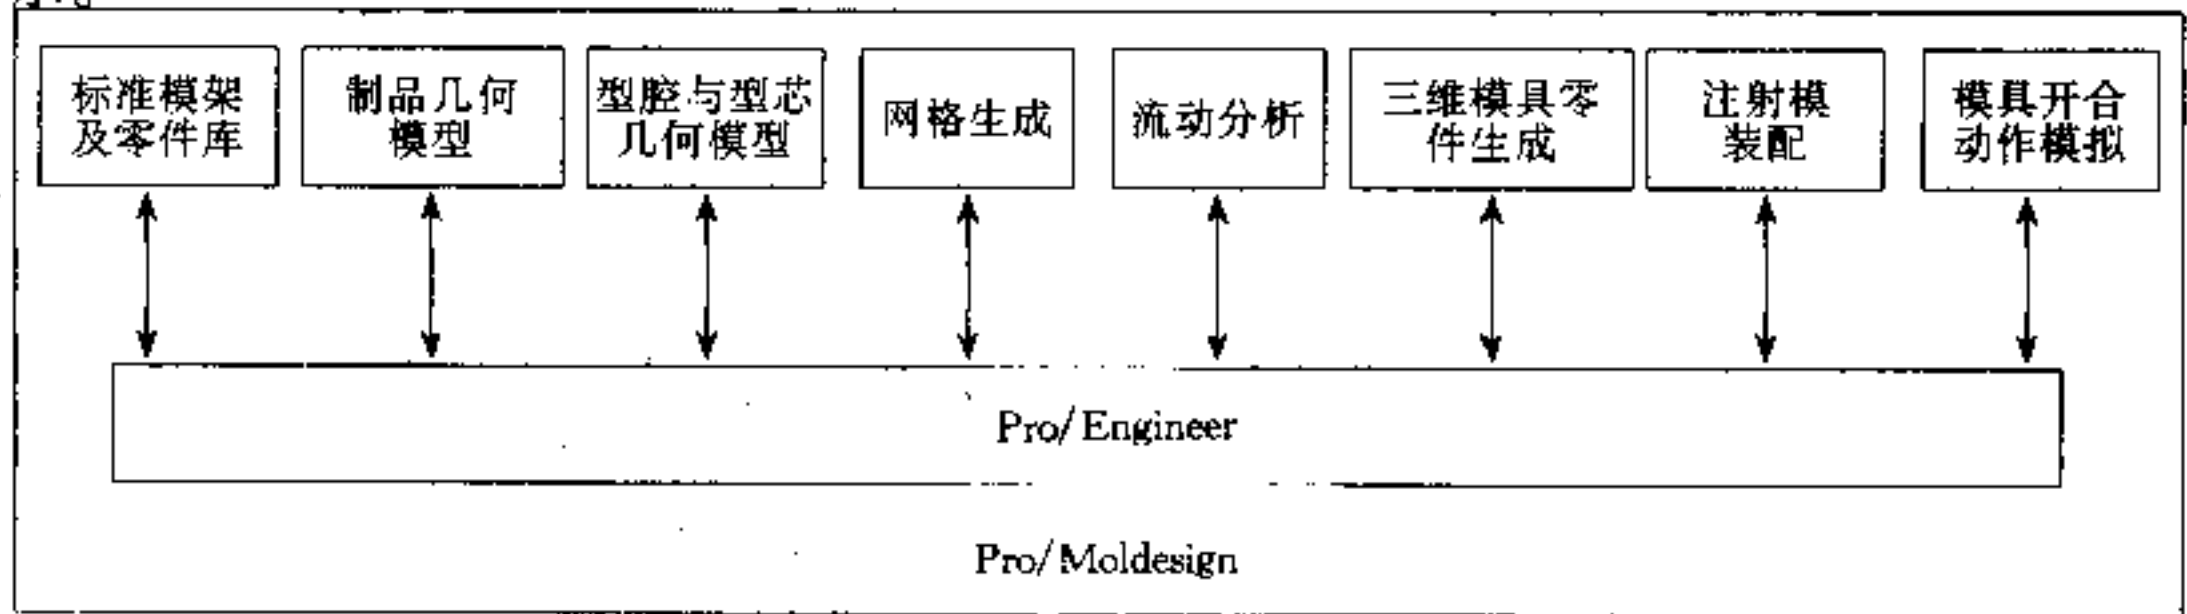 标准模架
及零件库
制品几何
模型
型腔与型芯
几何模型
网格生成
流动分析
三维模具零
件生成
注射模
装配
模具开合
动作模拟
Pro/Engineer
Pro/Moldesign